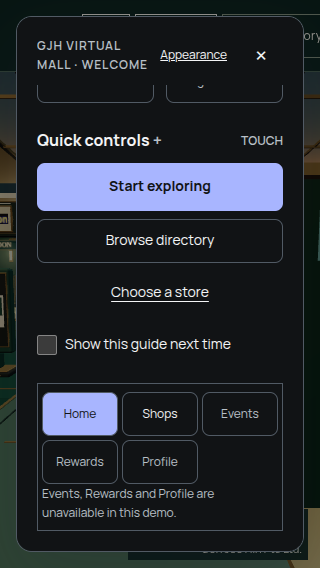 GJH VIRTUAL
MALL · WELCOME
Appearance
✕
Quick controls +
TOUCH
Start exploring
Browse directory
Choose a store
Show this guide next time
Home
Shops
Events
Rewards
Profile
Events, Rewards and Profile are
unavailable in this demo.